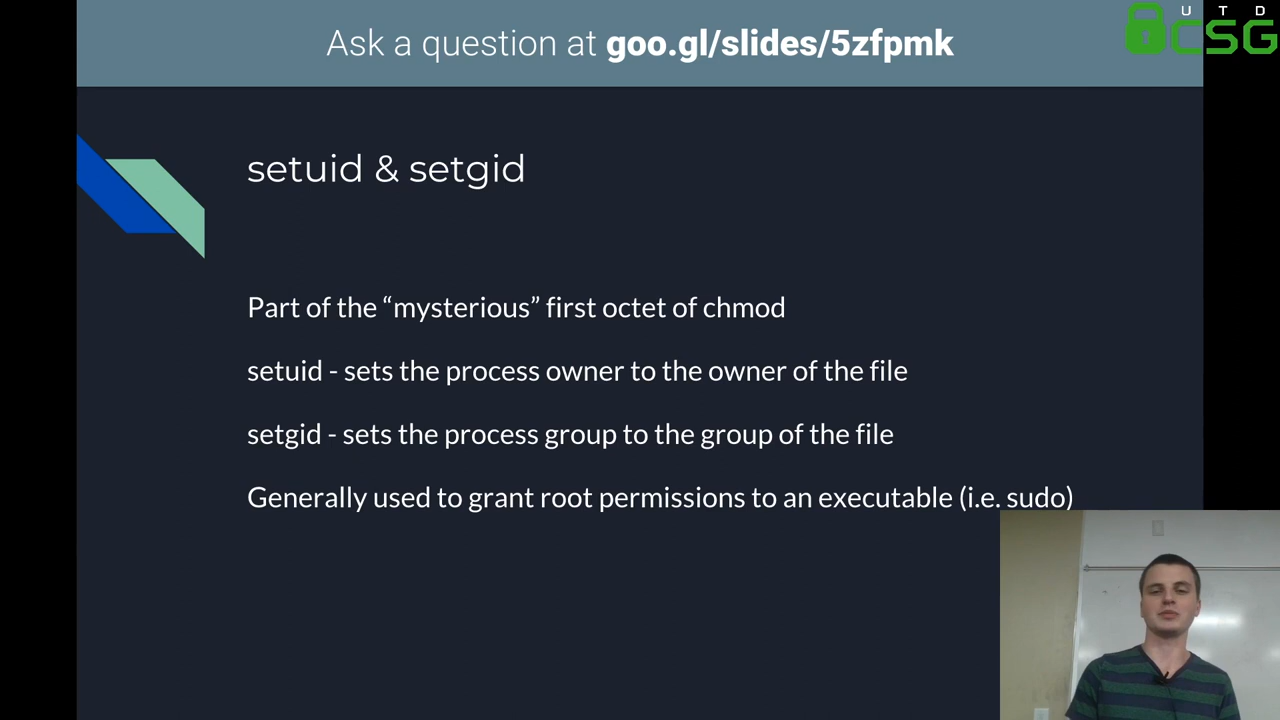 Ask a question at goo.gl/slides/5zfpmk
UTD
CSG
setuid & setgid
Part of the “mysterious” first octet of chmod
setuid - sets the process owner to the owner of the file
setgid - sets the process group to the group of the file
Generally used to grant root permissions to an executable (i.e. sudo)